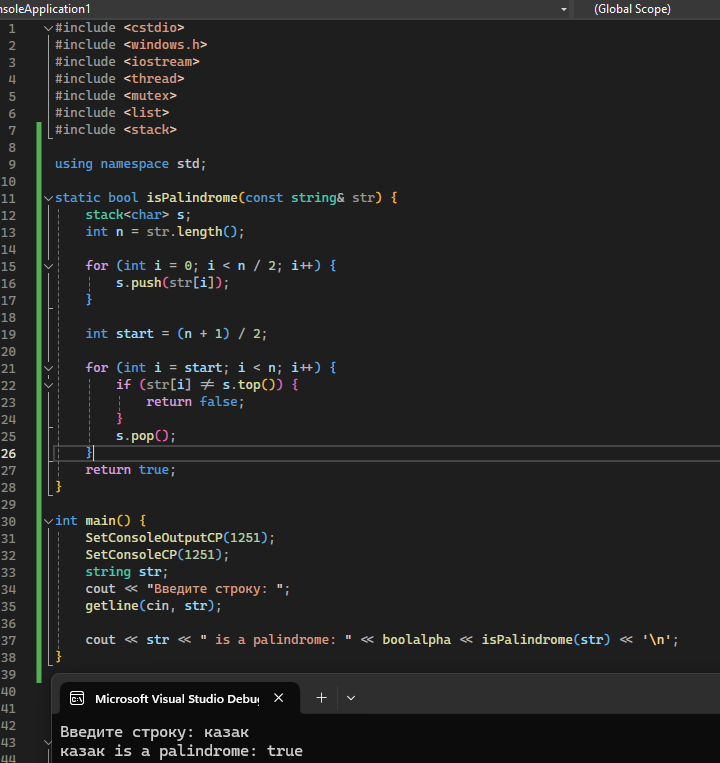 nsoleApplication1 (Global Scope)
1 #include <cstdio>
2 #include <windows.h>
3 #include <iostream>
4 #include <thread>
5 #include <mutex>
6 #include <list>
7 #include <stack>
8
9 using namespace std;
10
11 static bool isPalindrome(const string& str) {
12 stack<char> s;
13 int n = str.length();
14
15 for (int i = 0; i < n / 2; i++) {
16 s.push(str[i]);
17 }
18
19 int start = (n + 1) / 2;
20
21 for (int i = start; i < n; i++) {
22 if (str[i] != s.top()) {
23 return false;
24 }
25 s.pop();
26 }
27 return true;
28 }
29
30 int main() {
31 SetConsoleOutputCP(1251);
32 SetConsoleCP(1251);
33 string str;
34 cout << "Введите строку: ";
35 getline(cin, str);
36
37 cout << str << " is a palindrome: " << boolalpha << isPalindrome(str) << '\n';
38 }
39
40
41
42
43
44
Microsoft Visual Studio Debug
Введите строку: казак
казак is a palindrome: true